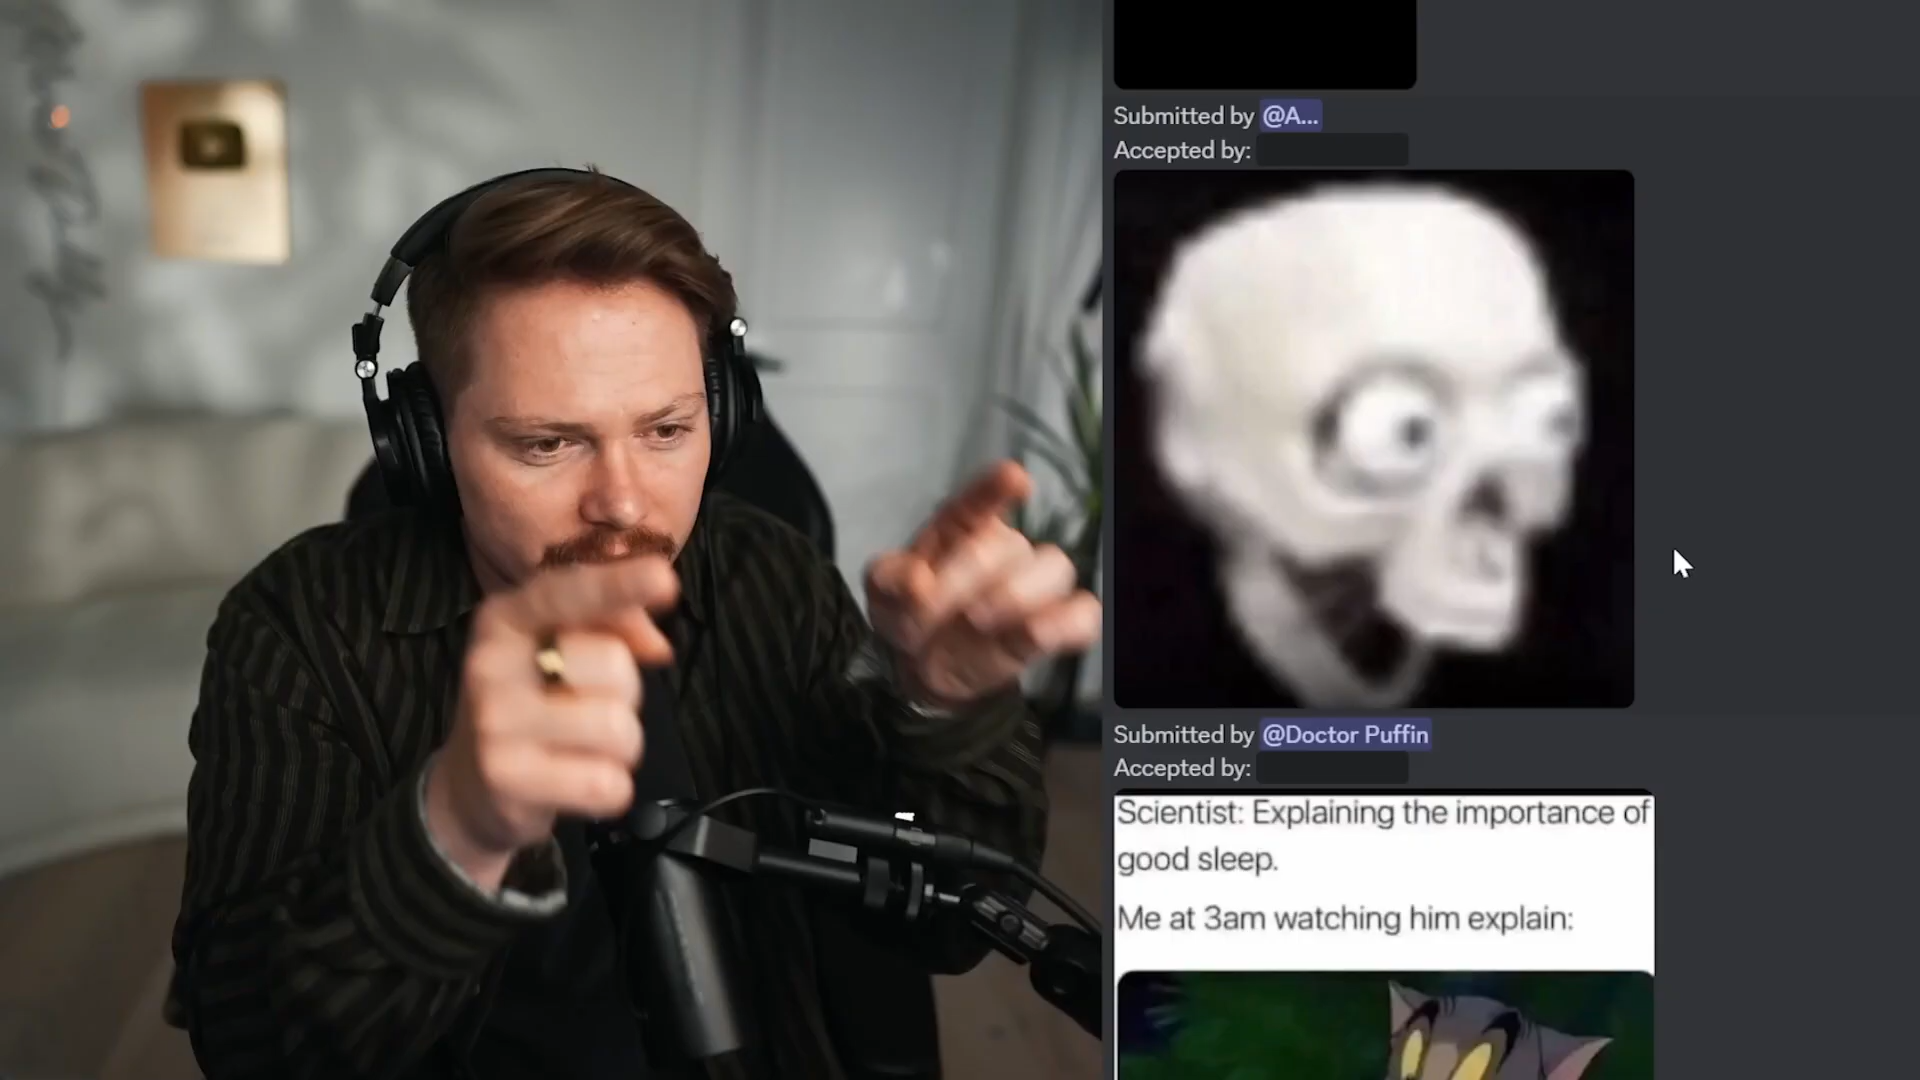 Submitted by @A...
Accepted by:
Submitted by @Doctor Puffin
Accepted by:
Scientist: Explaining the importance of
good sleep.
Me at 3am watching him explain: